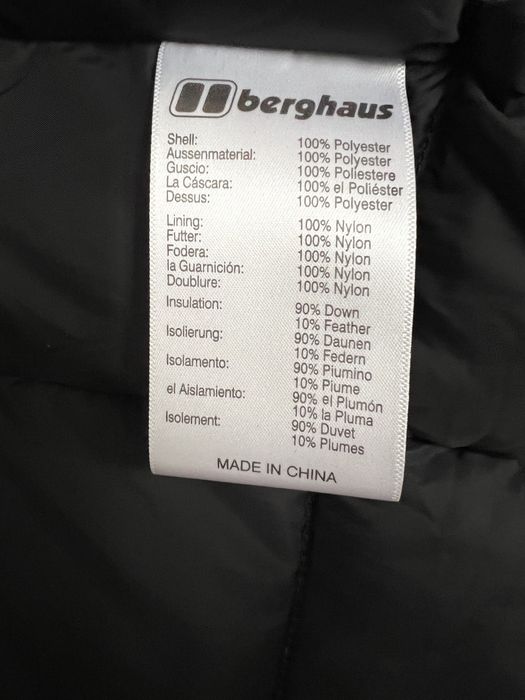 berghaus
Shell: 100% Polyester
Aussenmaterial: 100% Polyester
Guscio: 100% Poliestere
La Cáscara: 100% el Poliéster
Dessus: 100% Polyester
Lining: 100% Nylon
Futter: 100% Nylon
Fodera: 100% Nylon
la Guarnición: 100% Nylon
Doublure: 100% Nylon
Insulation: 90% Down
10% Feather
Isolierung: 90% Daunen
10% Federn
Isolamento: 90% Piumino
10% Piume
el Aislamiento: 90% el Plumón
10% la Pluma
Isolement: 90% Duvet
10% Plumes
MADE IN CHINA